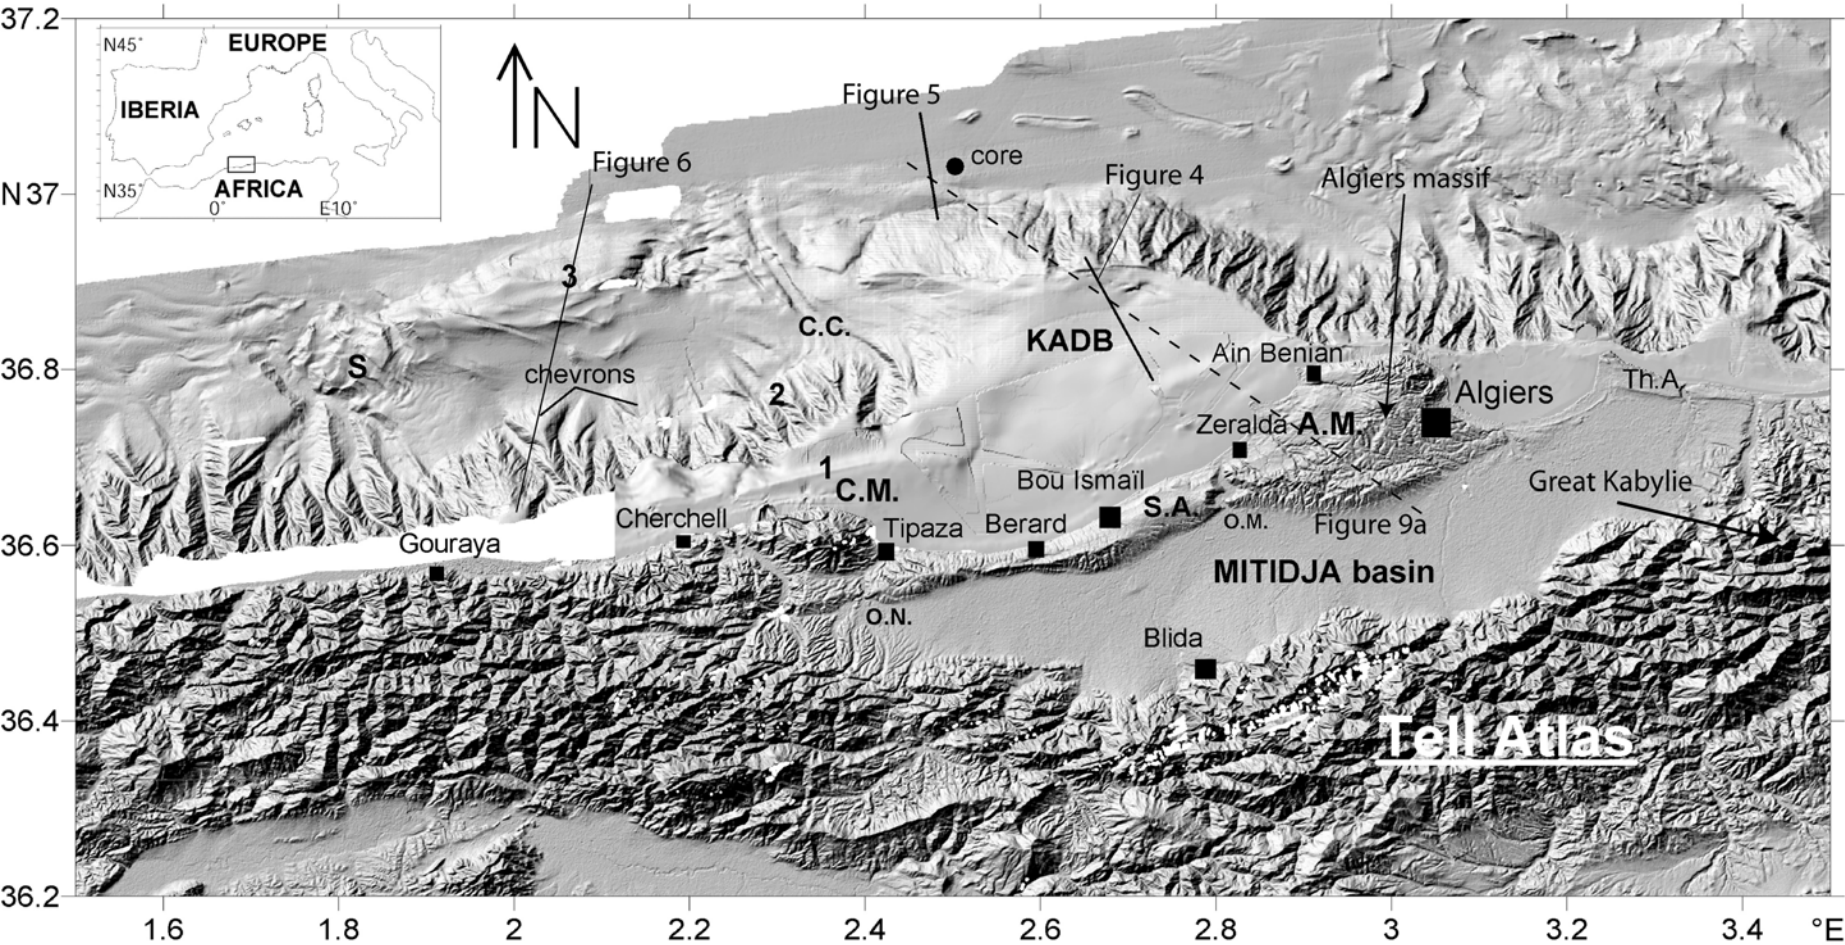 37.2
N45°
EUROPE
IBERIA
N35°
AFRICA
0°
E10°
N
Figure 5
Figure 6
core
Figure 4
Algiers massif
N 37
3
C.C.
KADB
Ain Benian
S
36.8
chevrons
2
Th.A.
Algiers
Zeralda
A.M.
1
C.M.
Bou Ismaïl
S.A.
Great Kabylie
Cherchell
Tipaza
Berard
O.M.
Figure 9a
36.6
Gouraya
MITIDJA basin
O.N.
Blida
36.4
Tell Atlas
36.2
1.6 1.8 2 2.2 2.4 2.6 2.8 3 3.2 3.4 °E